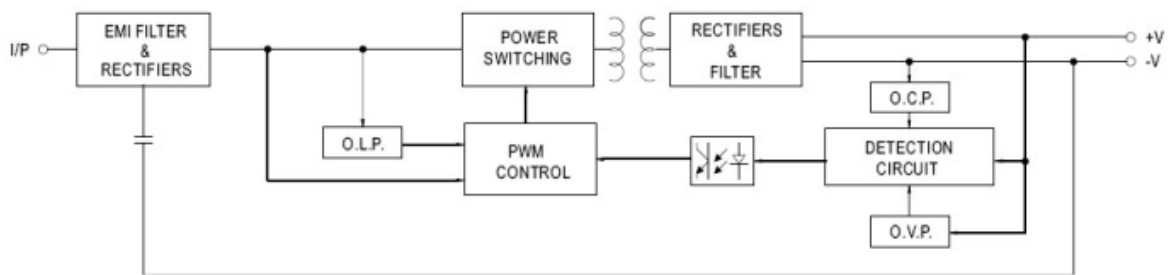 I/P
EMI FILTER
&
RECTIFIERS
POWER
SWITCHING
RECTIFIERS
&
FILTER
+V
-V
O.C.P.
O.L.P.
PWM
CONTROL
DETECTION
CIRCUIT
O.V.P.